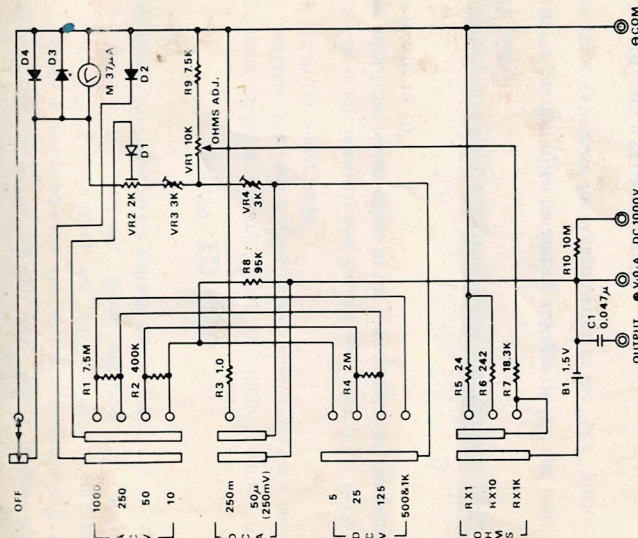 OFF
D4
D3
M 37μA
D2
D1
R9 7.5K
VR1 10K
OHMS ADJ.
VR2 2K
VR3 3K
VR4 3K
R8 95K
R1 7.5M
R2 400K
R3 1.0
R4 2M
R5 24
R6 242
R7 18.3K
R10 10M
B1 1.5V
C1 0.047μ
ACV
1000
250
50
10
DCA
250m
50μ
(250mV)
DCV
5
25
125
500&1K
OHMS
RX1
RX10
RX1K
⊖COM
DC1000V
⊕V·Ω·A
OUTPUT